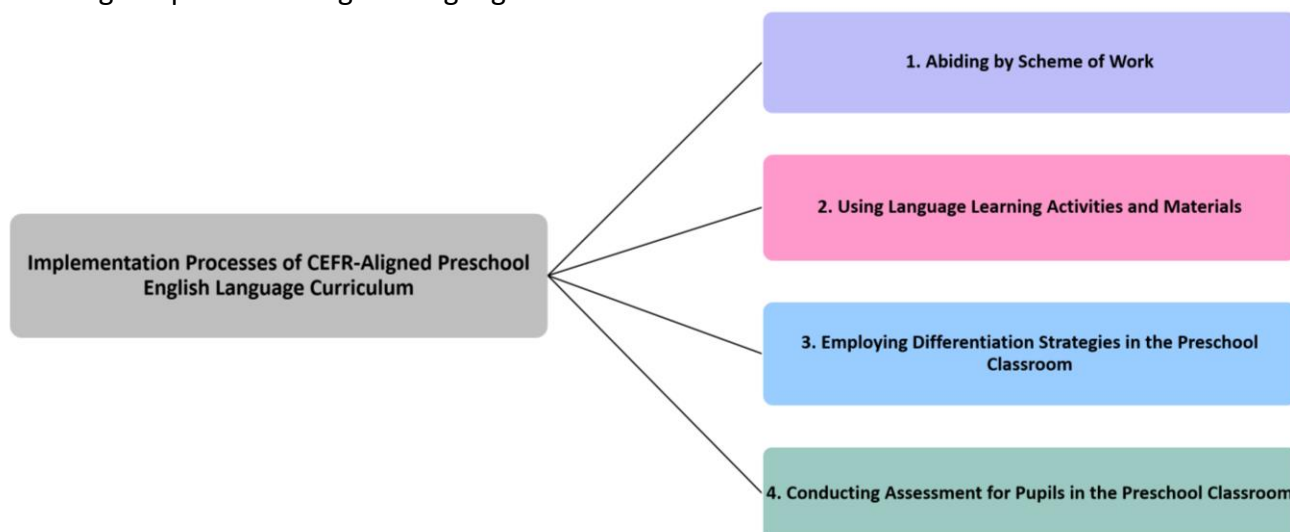 1. Abiding by Scheme of Work
2. Using Language Learning Activities and Materials
Implementation Processes of CEFR-Aligned Preschool
English Language Curriculum
3. Employing Differentiation Strategies in the Preschool
Classroom
4. Conducting Assessment for Pupils in the Preschool Classroom